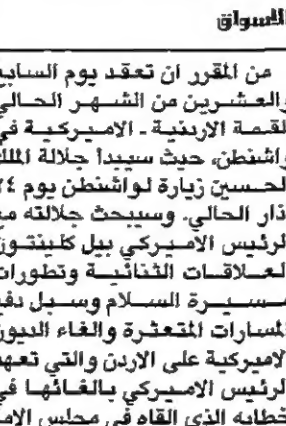 الاسواق
من المقرر ان تعقد يوم السابع
والعشرين من الشهر الحالي
القمة الاردنية ـ الاميركية في
واشنطن، حيث سيبدأ جلالة الملك
الحسين زيارة لواشنطن يوم ٢٤
اذار الحالي. وسيبحث جلالته مع
الرئيس الاميركي بيل كلينتون
العلاقات الثنائية وتطورات
مسيرة السلام وسبل دفع
المسارات المتعثرة والغاء الديون
الاميركية على الاردن والتي تعهد
الرئيس الاميركي بالغائها في
خطابه الذي القاه في مجلس الامة